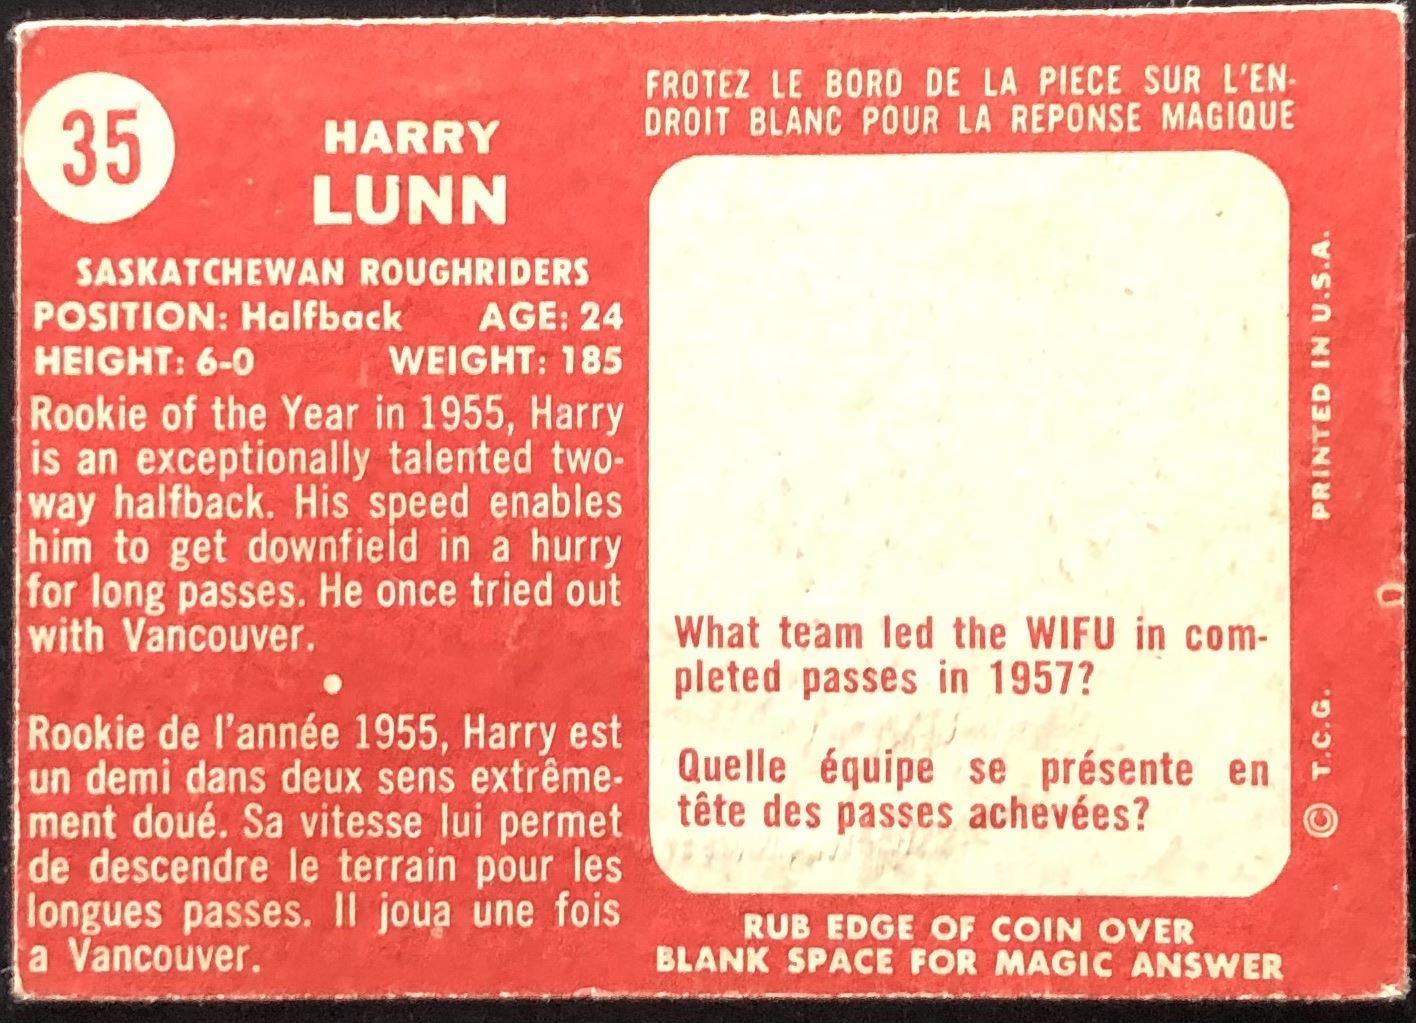 35
HARRY
LUNN
SASKATCHEWAN ROUGHRIDERS
POSITION: Halfback AGE: 24
HEIGHT: 6-0 WEIGHT: 185
Rookie of the Year in 1955, Harry
is an exceptionally talented two-
way halfback. His speed enables
him to get downfield in a hurry
for long passes. He once tried out
with Vancouver.
Rookie de l'année 1955, Harry est
un demi dans deux sens extrême-
ment doué. Sa vitesse lui permet
de descendre le terrain pour les
longues passes. Il joua une fois
a Vancouver.
FROTEZ LE BORD DE LA PIECE SUR L'EN-
DROIT BLANC POUR LA REPONSE MAGIQUE
What team led the WIFU in com-
pleted passes in 1957?
Quelle équipe se présente en
tête des passes achevées?
RUB EDGE OF COIN OVER
BLANK SPACE FOR MAGIC ANSWER
© T.C.G. PRINTED IN U.S.A.